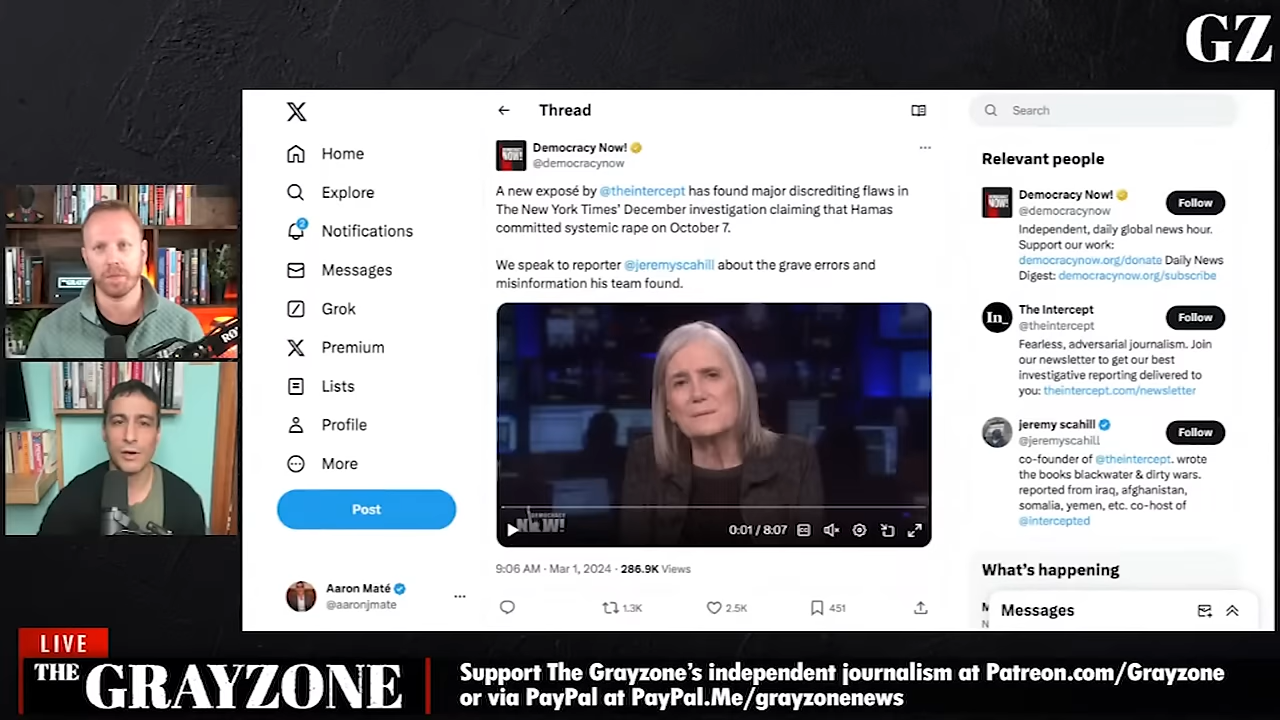 GZ
X
Home
Explore
2
Notifications
Messages
Grok
Premium
Lists
Profile
More
Post
Aaron Maté
@aaronjmate
Thread
Democracy Now!
@democracynow
A new exposé by @theintercept has found major discrediting flaws in
The New York Times' December investigation claiming that Hamas
committed systemic rape on October 7.
We speak to reporter @jeremyscahill about the grave errors and
misinformation his team found.
DEMOCRACY
NOW!
0:01 / 8:07
9:06 AM · Mar 1, 2024 · 286.9K Views
1.3K
2.5K
451
Search
Relevant people
Democracy Now!
@democracynow
Follow
Independent, daily global news hour.
Support our work:
democracynow.org/donate Daily News
Digest: democracynow.org/subscribe
In_
The Intercept
@theintercept
Follow
Fearless, adversarial journalism. Join
our newsletter to get our best
investigative reporting delivered to
you: theintercept.com/newsletter
jeremy scahill
@jeremyscahill
Follow
co-founder of @theintercept. wrote
the books blackwater & dirty wars.
reported from iraq, afghanistan,
somalia, yemen, etc. co-host of
@intercepted
What's happening
Messages
LIVE
THE GRAYZONE
Support The Grayzone's independent journalism at Patreon.com/Grayzone
or via PayPal at PayPal.Me/grayzonenews